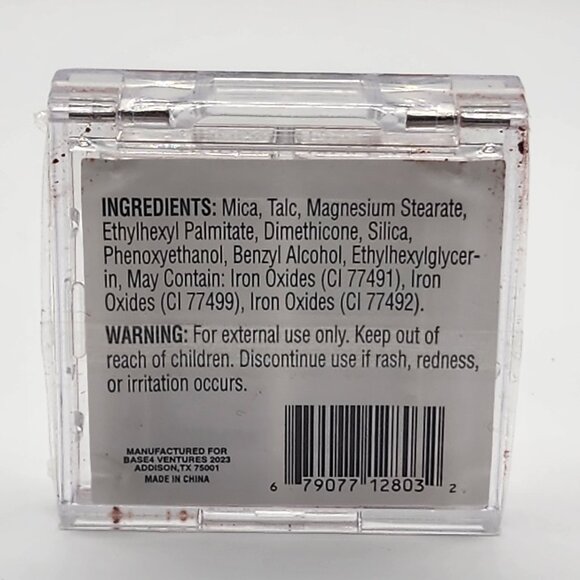 INGREDIENTS: Mica, Talc, Magnesium Stearate,
Ethylhexyl Palmitate, Dimethicone, Silica,
Phenoxyethanol, Benzyl Alcohol, Ethylhexylglycer-
in, May Contain: Iron Oxides (CI 77491), Iron
Oxides (CI 77499), Iron Oxides (CI 77492).
WARNING: For external use only. Keep out of
reach of children. Discontinue use if rash, redness,
or irritation occurs.
MANUFACTURED FOR
BASE4 VENTURES 2023
ADDISON,TX 75001
MADE IN CHINA
6 79077 12803 2